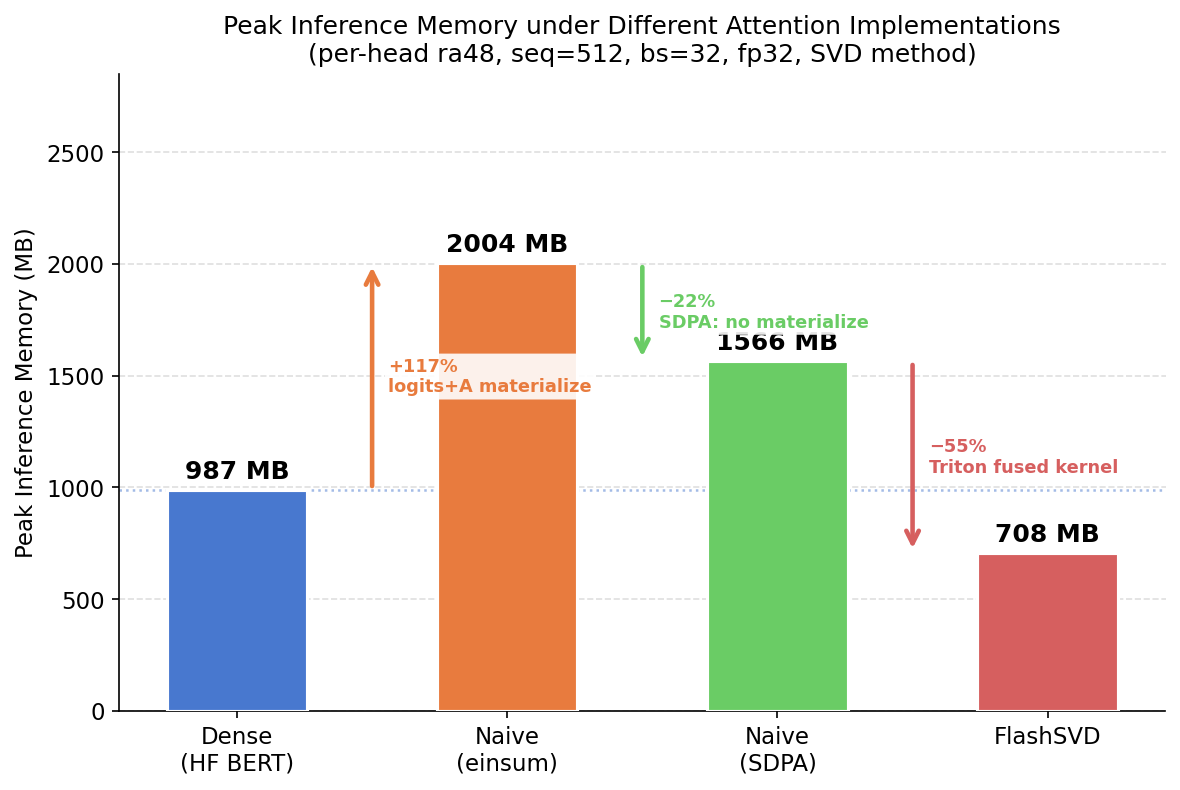 Peak Inference Memory under Different Attention Implementations
(per-head ra48, seq=512, bs=32, fp32, SVD method)
Peak Inference Memory (MB)
2500
2000
1500
1000
500
0
987 MB
2004 MB
1566 MB
708 MB
+117%
logits+A materialize
−22%
SDPA: no materialize
−55%
Triton fused kernel
Dense
(HF BERT)
Naive
(einsum)
Naive
(SDPA)
FlashSVD